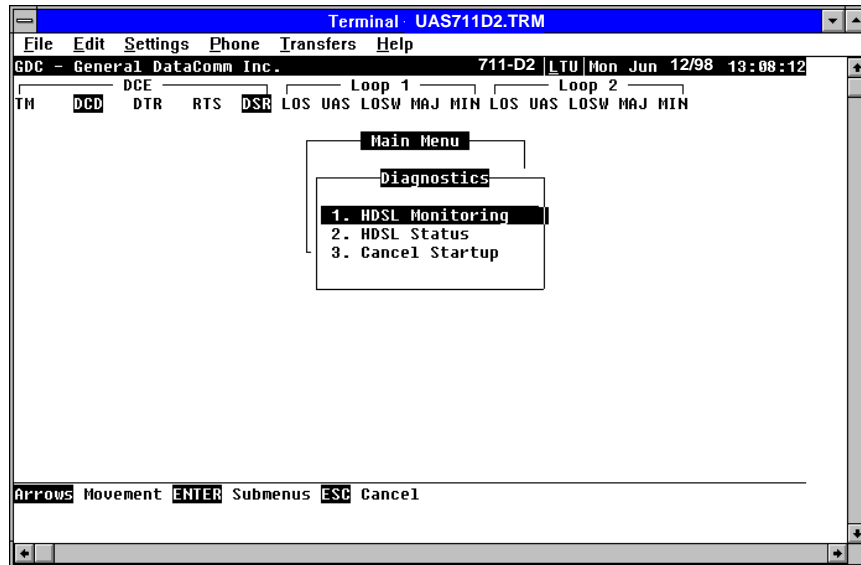 Terminal - UAS711D2.TRM
File Edit Settings Phone Transfers Help
GDC - General DataComm Inc. 711-D2 LTU Mon Jun 12/98 13:08:12
DCE Loop 1 Loop 2
TM DCD DTR RTS DSR LOS UAS LOSW MAJ MIN LOS UAS LOSW MAJ MIN
Main Menu
Diagnostics
1. HDSL Monitoring
2. HDSL Status
3. Cancel Startup
Arrows Movement ENTER Submenus ESC Cancel